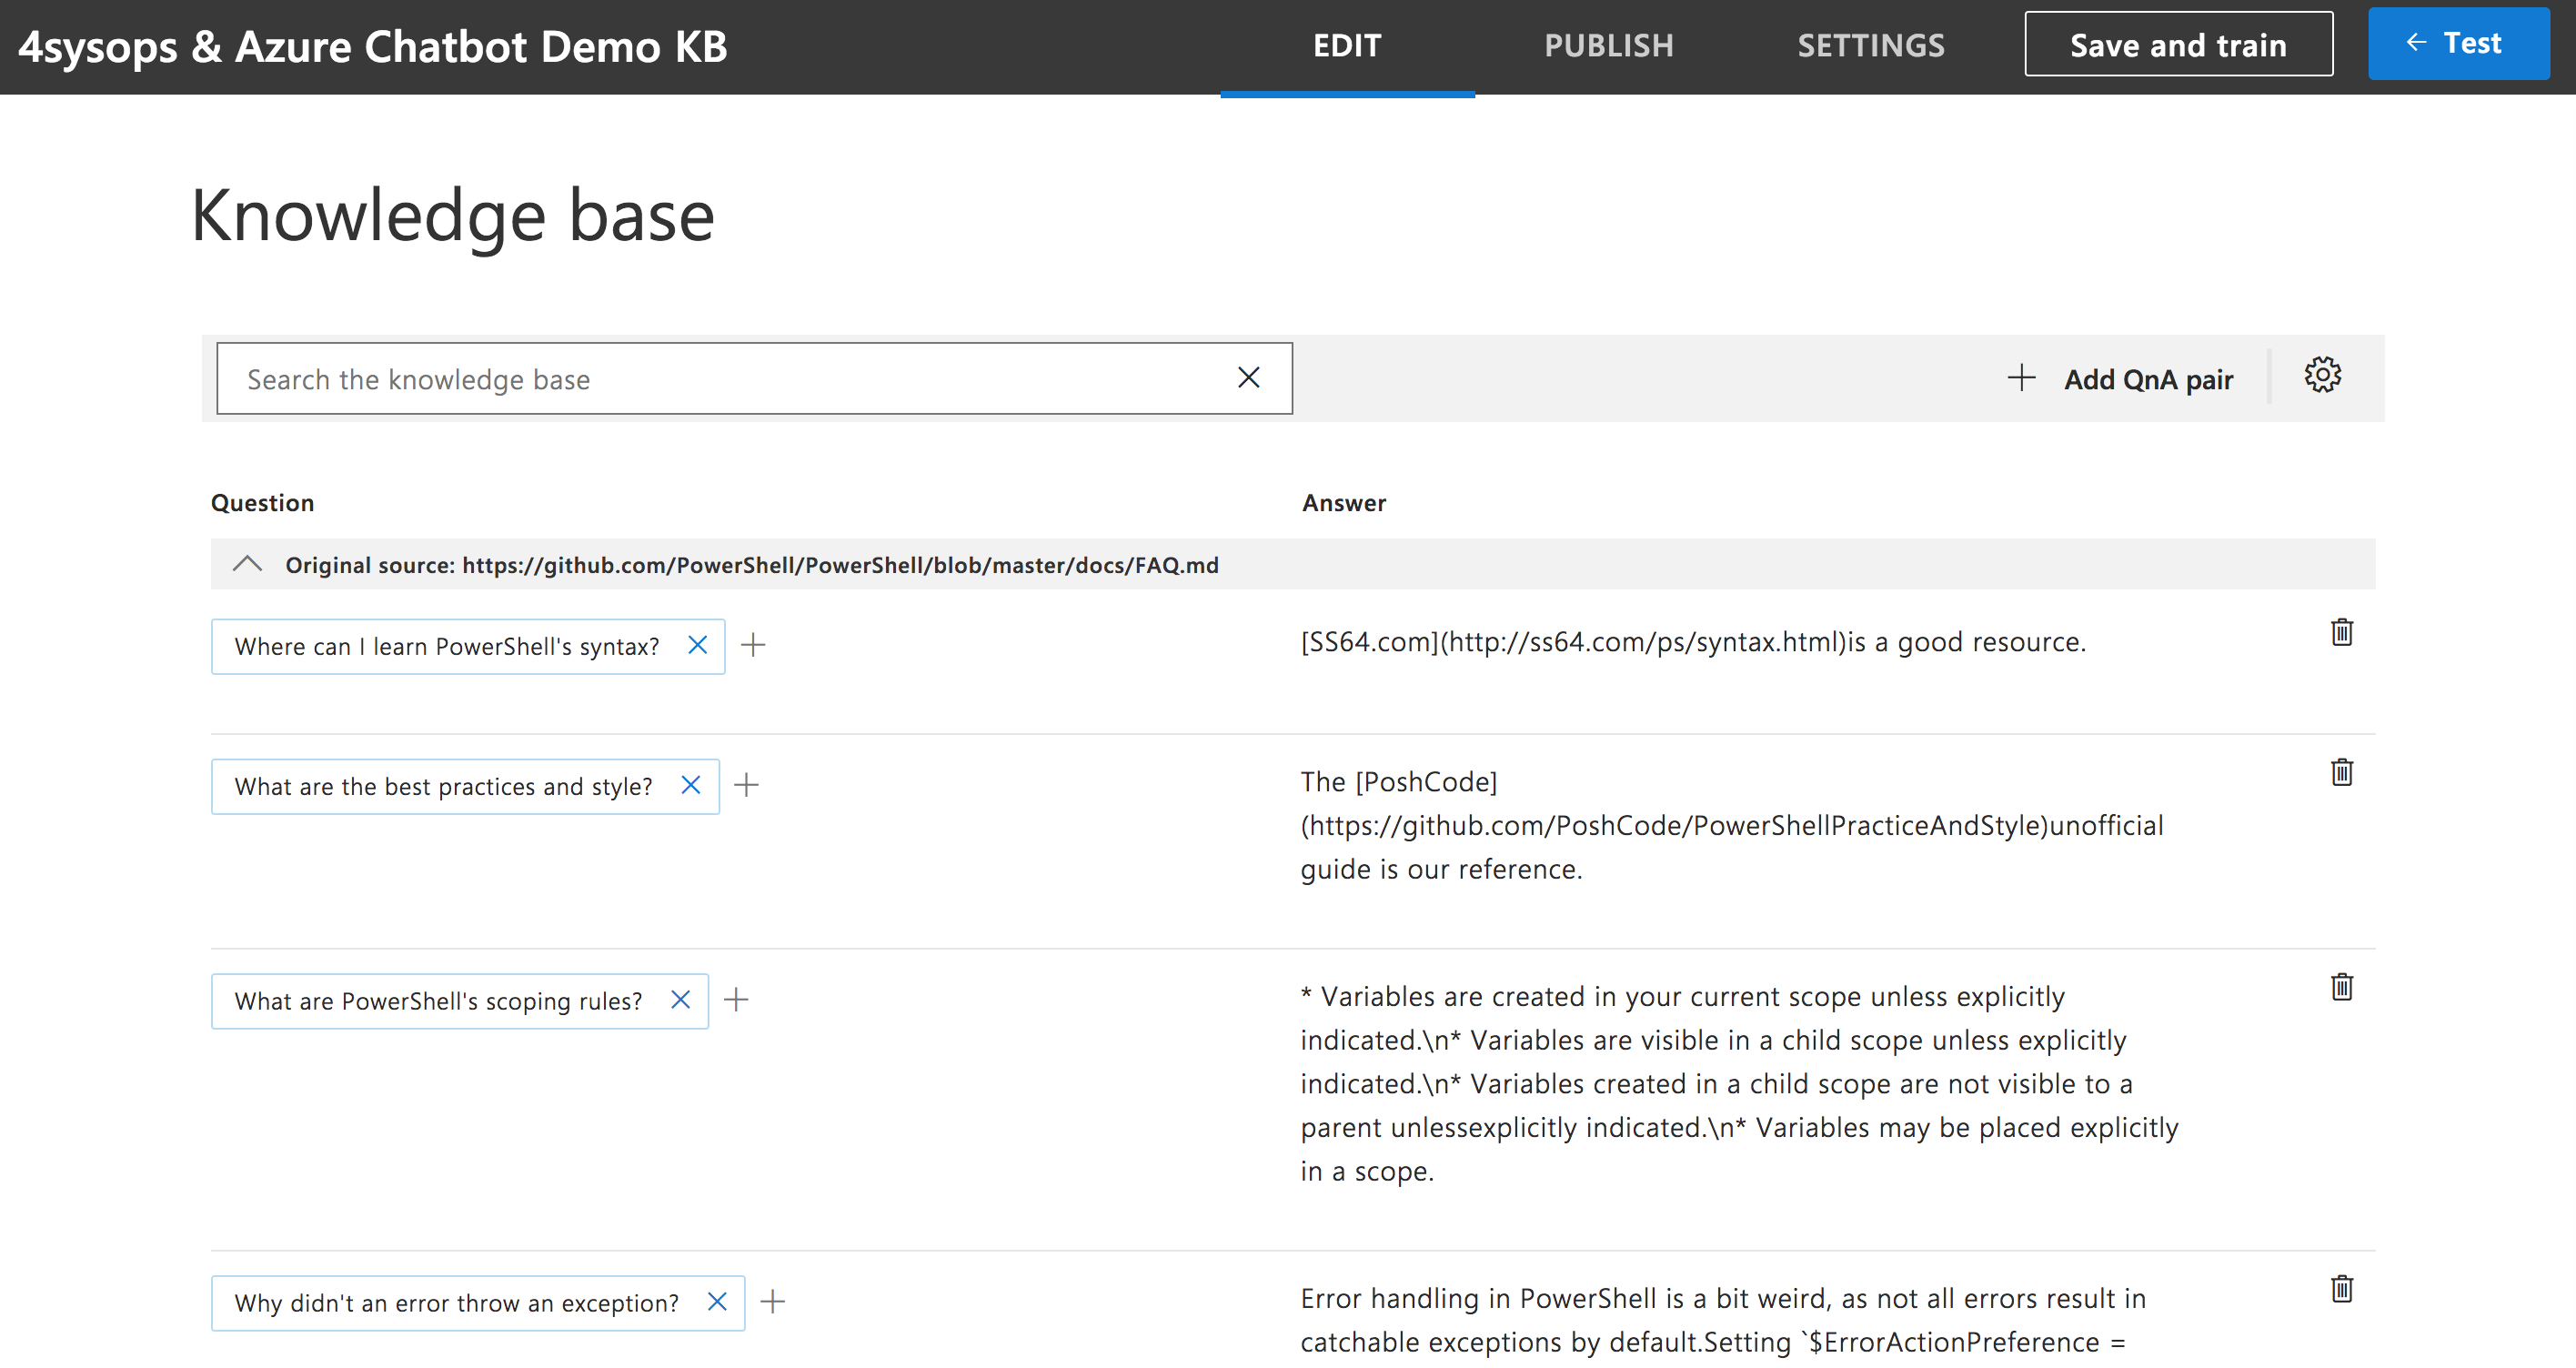 4sysops & Azure Chatbot Demo KB EDIT PUBLISH SETTINGS Save and train ← Test
Knowledge base
Search the knowledge base
Add QnA pair
Question Answer
Original source: https://github.com/PowerShell/PowerShell/blob/master/docs/FAQ.md
Where can I learn PowerShell's syntax?
[SS64.com](http://ss64.com/ps/syntax.html)is a good resource.
What are the best practices and style?
The [PoshCode]
(https://github.com/PoshCode/PowerShellPracticeAndStyle)unofficial
guide is our reference.
What are PowerShell's scoping rules?
* Variables are created in your current scope unless explicitly
indicated.\n* Variables are visible in a child scope unless explicitly
indicated.\n* Variables created in a child scope are not visible to a
parent unlessexplicitly indicated.\n* Variables may be placed explicitly
in a scope.
Why didn't an error throw an exception?
Error handling in PowerShell is a bit weird, as not all errors result in
catchable exceptions by default.Setting `$ErrorActionPreference =